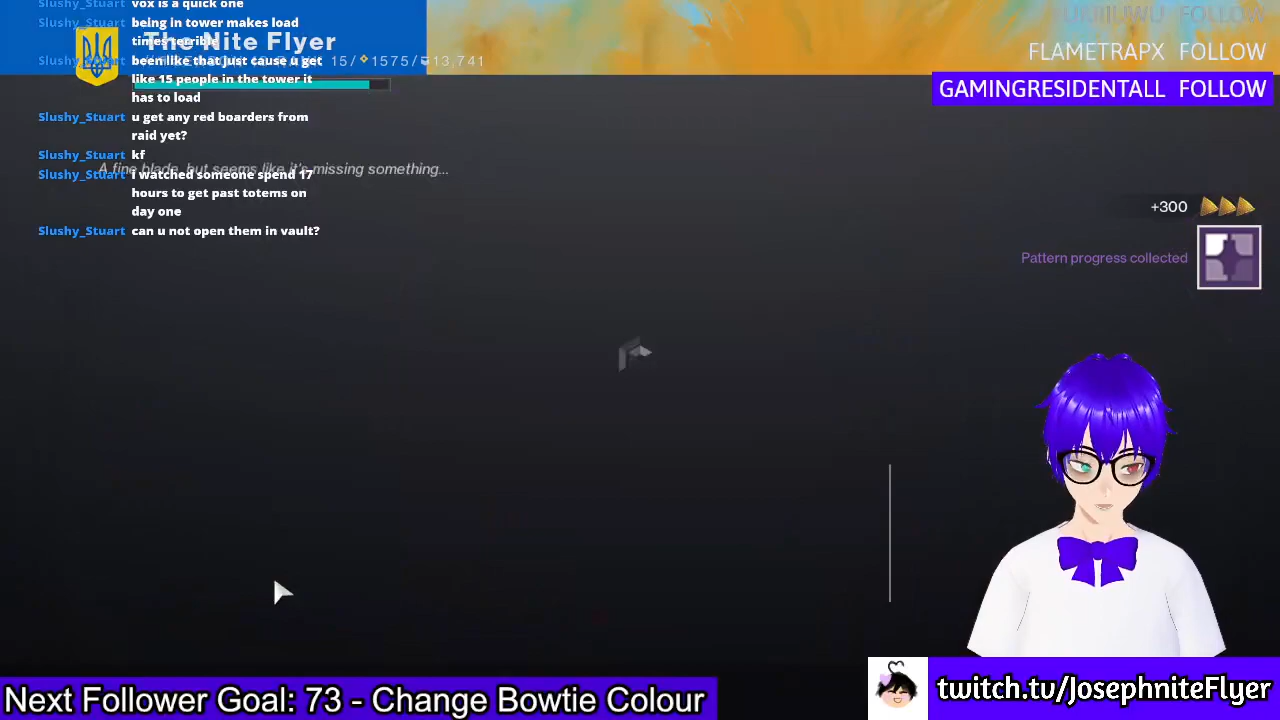 Slushy_Stuart vox is a quick one
Slushy_Stuart being in tower makes load
times terrible
The Nite Flyer
Slushy_Stuart been like that just cause u get
like 15 people in the tower it
has to load
15/ 1575/ 13,741
Slushy_Stuart u get any red boarders from
raid yet?
Slushy_Stuart kf
A fine blade, but seems like it's missing something...
Slushy_Stuart i watched someone spend 17
hours to get past totems on
day one
Slushy_Stuart can u not open them in vault?
FOLLOW
FLAMETRAPX FOLLOW
GAMINGRESIDENTALL FOLLOW
+300
Pattern progress collected
Next Follower Goal: 73 - Change Bowtie Colour
twitch.tv/JosephniteFlyer